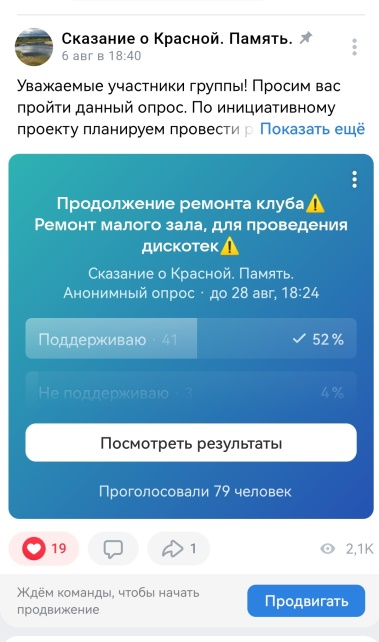 Сказание о Красной. Память.
6 авг в 18:40
Уважаемые участники группы! Просим вас
пройти данный опрос. По инициативному
проекту планируем провести р Показать ещё
Продолжение ремонта клуба⚠️
Ремонт малого зала, для проведения
дискотек⚠️
Сказание о Красной. Память.
Анонимный опрос · до 28 авг, 18:24
Поддерживаю · 41 52 %
Не поддерживаю · 3 4 %
Посмотреть результаты
Проголосовали 79 человек
19 1 2,1K
Ждём команды, чтобы начать
продвижение
Продвигать